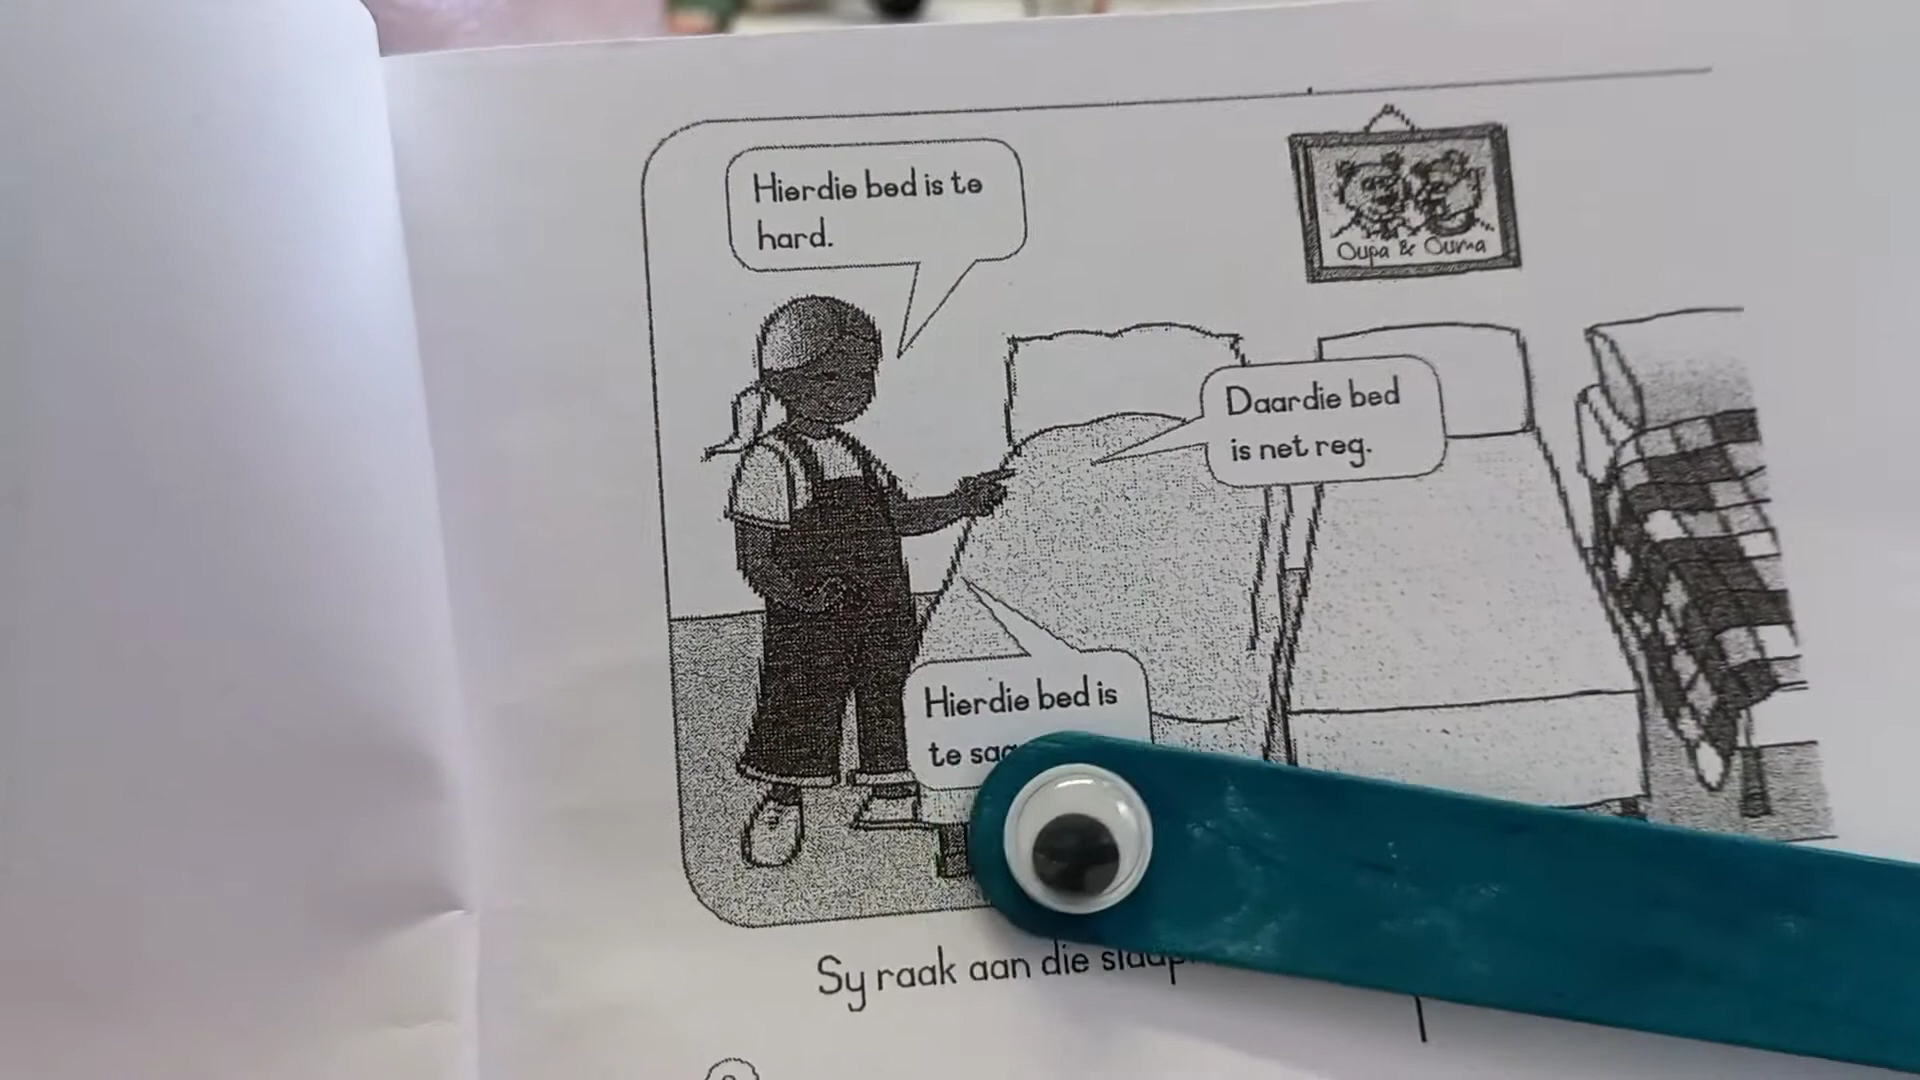 Hierdie bed is te
hard.
Oupa & Ouma
Daardie bed
is net reg.
Hierdie bed is
te
Sy raak aan die